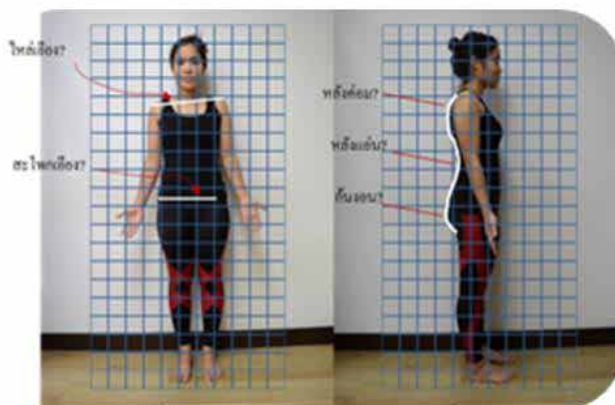 ไหล่เอียง?
สะโพกเอียง?
หลังค่อม?
หลังแอ่น?
ก้นงอน?